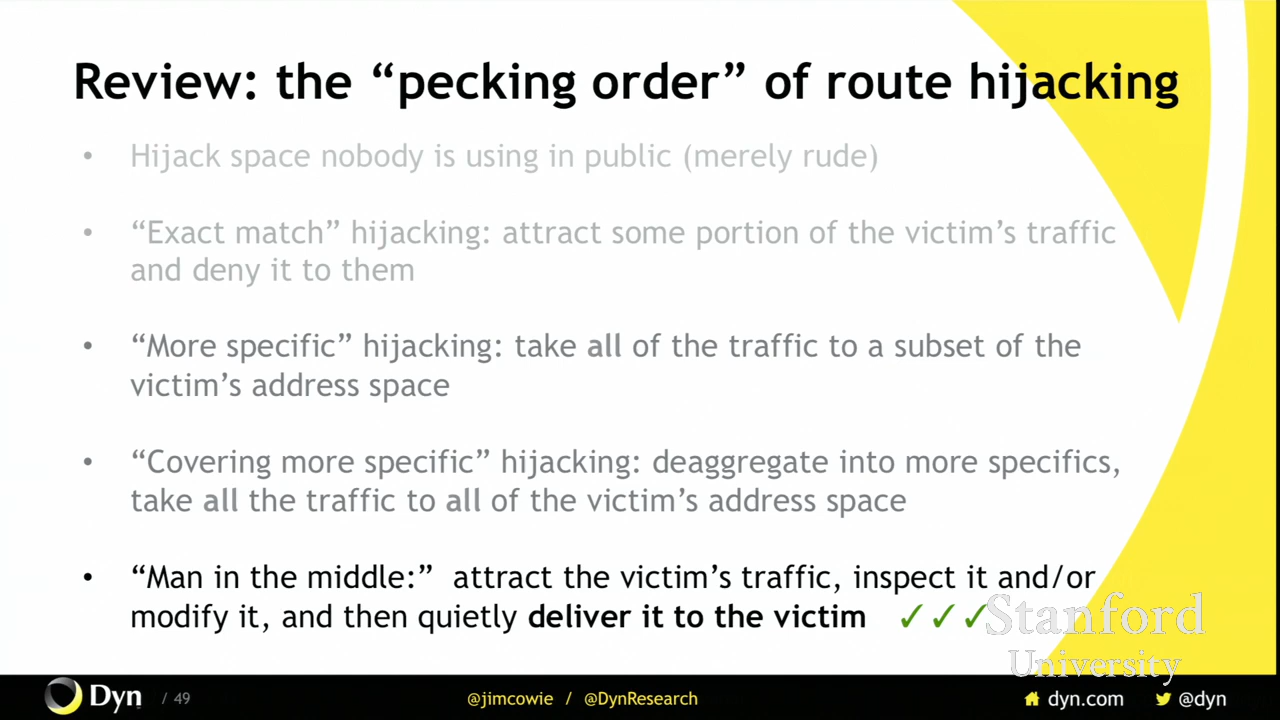 Review: the “pecking order” of route hijacking
• Hijack space nobody is using in public (merely rude)
• “Exact match” hijacking: attract some portion of the victim’s traffic
and deny it to them
• “More specific” hijacking: take all of the traffic to a subset of the
victim’s address space
• “Covering more specific” hijacking: deaggregate into more specifics,
take all the traffic to all of the victim’s address space
• “Man in the middle:”  attract the victim’s traffic, inspect it and/or
modify it, and then quietly deliver it to the victim ✓✓✓
Stanford
University
Dyn / 49 @jimcowie / @DynResearch dyn.com @dyn